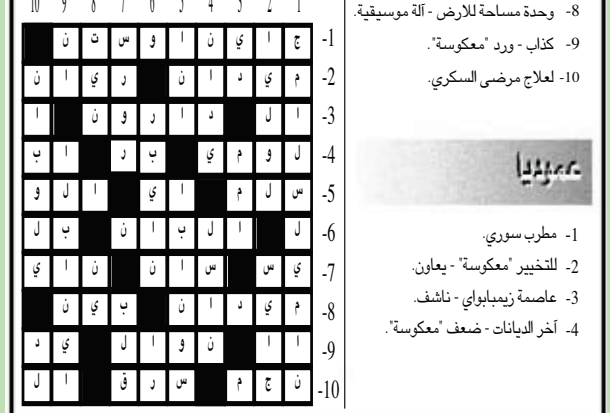 8- وحدة مساحة للارض - آلة موسيقية.
9- كذاب - ورد "معكوسة".
10- لعلاج مرضى السكري.
عموديا
1- مطرب سوري.
2- للتخيير "معكوسة" - يعاون.
3- عاصمة زيمبابواي - ناشف.
4- آخر الديانات - ضعف "معكوسة".
1 2 3 4 5 6 7 8 9 10
1- ج ا ي ن ا و س ت ن
2- م ي د ا ن ر ي ا ن
3- ا ل د ا ر و ن ا
4- ل و م ي ب ر ا ب
5- س ل م ا ي ا ل و
6- ل ا ل ب ا ن ب ل
7- ي س س ا ن ن ا ي
8- م ي د ا ن ب ي ن
9- ا ا ن و ا ل ي د
10- ن ج م س ر ق ا ل